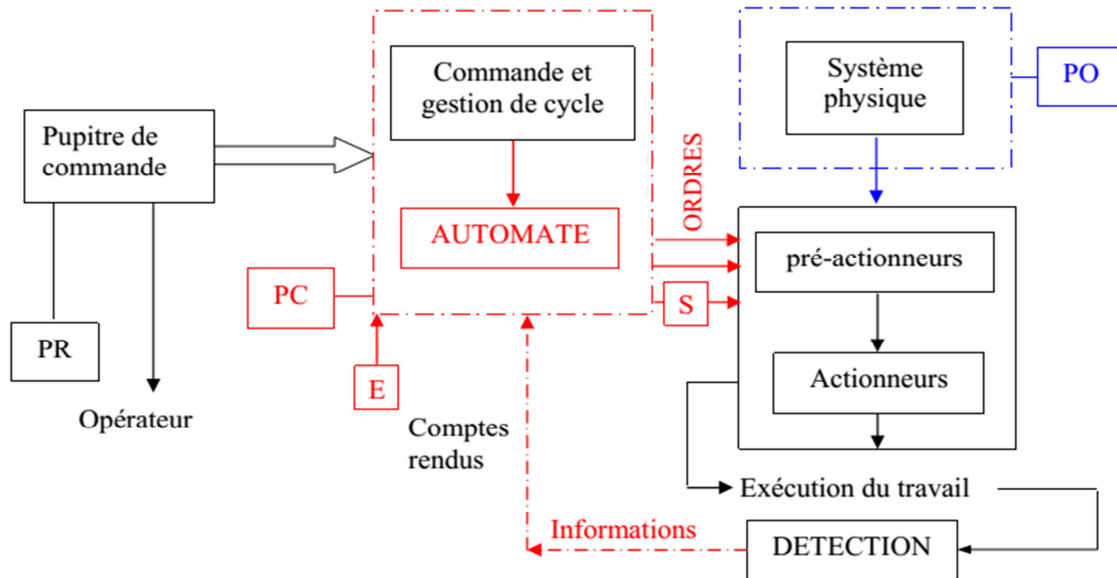 Commande et
gestion de cycle
Système
physique
PO
Pupitre de
commande
ORDRES
AUTOMATE
pré-actionneurs
PC
S
PR
E
Actionneurs
Opérateur
Comptes
rendus
Exécution du travail
Informations
DETECTION